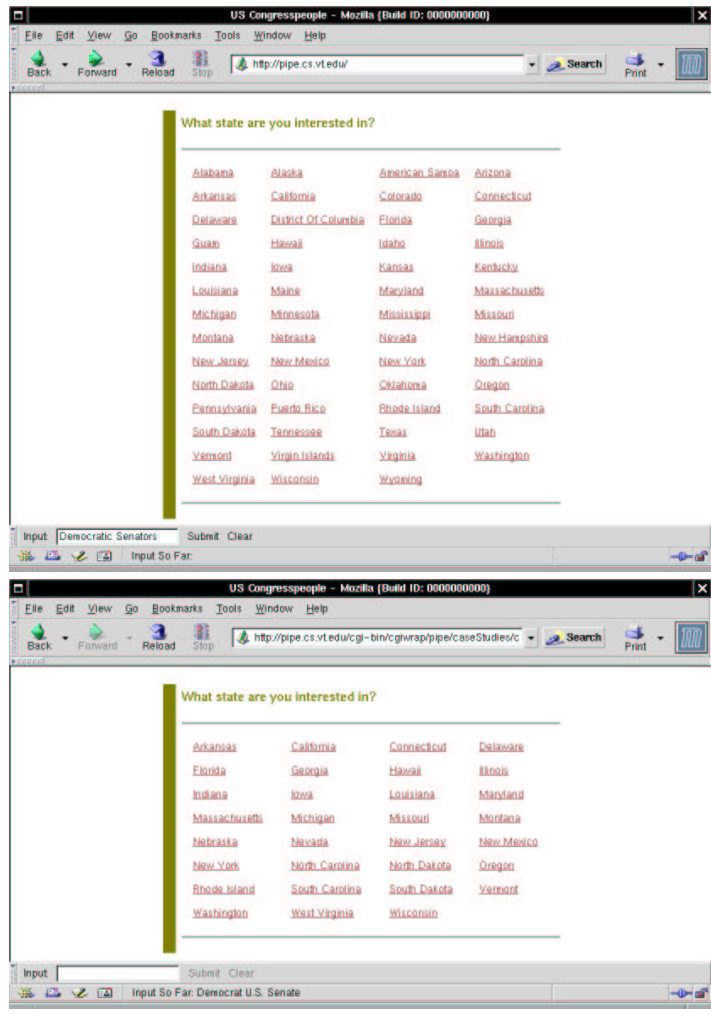 US Congresspeople - Mozilla {Build ID: 0000000000}
File Edit View Go Bookmarks Tools Window Help
Back Forward Reload Stop http://pipe.cs.vt.edu/ Search Print
What state are you interested in?
Alabama Alaska American Samoa Arizona
Arkansas California Colorado Connecticut
Delaware District Of Columbia Florida Georgia
Guam Hawaii Idaho Illinois
Indiana Iowa Kansas Kentucky
Louisiana Maine Maryland Massachusetts
Michigan Minnesota Mississippi Missouri
Montana Nebraska Nevada New Hampshire
New Jersey New Mexico New York North Carolina
North Dakota Ohio Oklahoma Oregon
Pennsylvania Puerto Rico Rhode Island South Carolina
South Dakota Tennessee Texas Utah
Vermont Virgin Islands Virginia Washington
West Virginia Wisconsin Wyoming
Input: Democratic Senators Submit Clear
Input So Far:
US Congresspeople - Mozilla {Build ID: 0000000000}
File Edit View Go Bookmarks Tools Window Help
Back Forward Reload Stop http://pipe.cs.vt.edu/cgi-bin/cgiwrap/pipe/caseStudies/c Search Print
What state are you interested in?
Arkansas California Connecticut Delaware
Florida Georgia Hawaii Illinois
Indiana Iowa Louisiana Maryland
Massachusetts Michigan Missouri Montana
Nebraska Nevada New Jersey New Mexico
New York North Carolina North Dakota Oregon
Rhode Island South Carolina South Dakota Vermont
Washington West Virginia Wisconsin
Input: Submit Clear
Input So Far: Democrat U.S. Senate